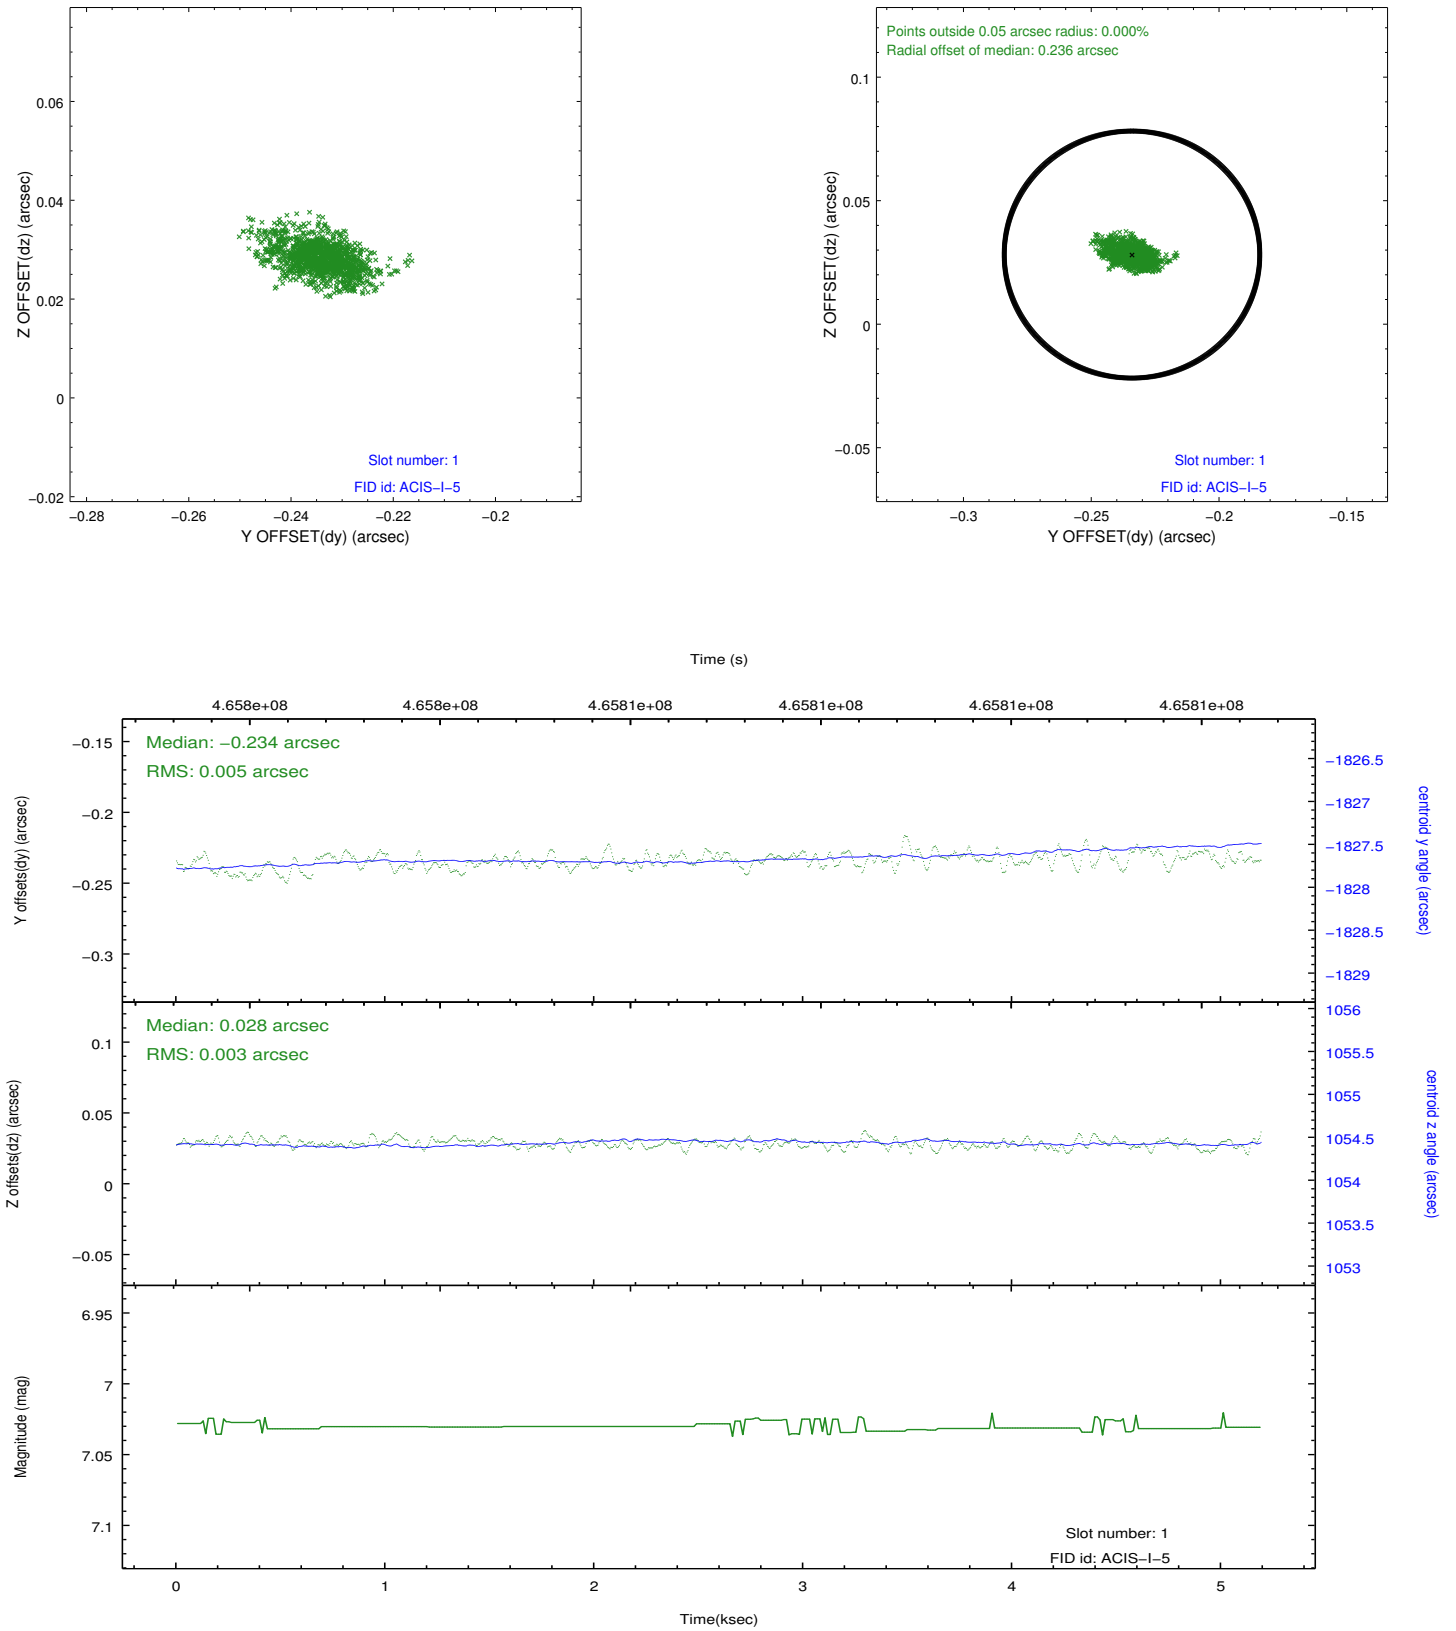 0.06
0.04
0.02
0
−0.02
Z OFFSET(dz) (arcsec)
Slot number: 1
FID id: ACIS−I−5
−0.28
−0.26
−0.24
−0.22
−0.2
Y OFFSET(dy) (arcsec)
Points outside 0.05 arcsec radius: 0.000%
Radial offset of median: 0.236 arcsec
0.1
0.05
0
−0.05
Z OFFSET(dz) (arcsec)
Slot number: 1
FID id: ACIS−I−5
−0.3
−0.25
−0.2
−0.15
Y OFFSET(dy) (arcsec)
Time (s)
4.658e+08
4.658e+08
4.6581e+08
4.6581e+08
4.6581e+08
4.6581e+08
Median: −0.234 arcsec
RMS: 0.005 arcsec
−0.15
−0.2
−0.25
−0.3
Y offsets(dy) (arcsec)
−1826.5
−1827
−1827.5
−1828
−1828.5
−1829
centroid y angle (arcsec)
Median: 0.028 arcsec
RMS: 0.003 arcsec
0.1
0.05
0
−0.05
Z offsets(dz) (arcsec)
1056
1055.5
1055
1054.5
1054
1053.5
1053
centroid z angle (arcsec)
6.95
7
7.05
7.1
Magnitude (mag)
Slot number: 1
FID id: ACIS−I−5
0
1
2
3
4
5
Time(ksec)